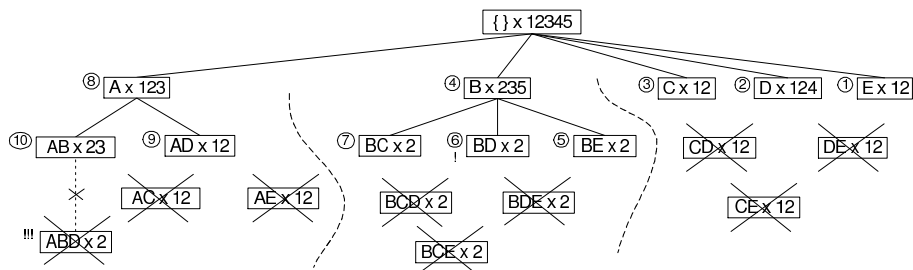 { } x 12345
⑧ A x 123 ④ B x 235 ③ C x 12 ② D x 124 ① E x 12
⑩ AB x 23 ⑨ AD x 12 ⑦ BC x 2 ⑥ BD x 2 ⑤ BE x 2 CD x 12 DE x 12
!
AC x 12 AE x 12 BCD x 2 BDE x 2 CE x 12
!!! ABD x 2 BCE x 2